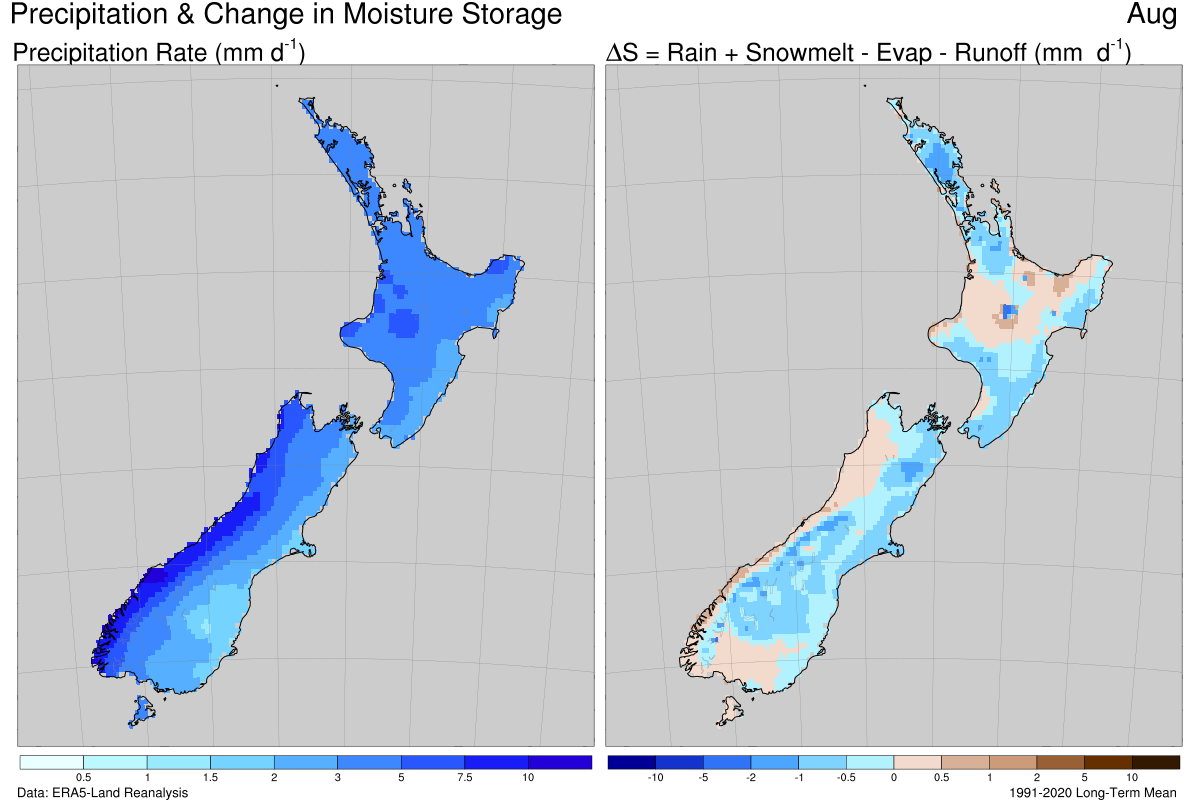 Precipitation & Change in Moisture Storage Aug
Precipitation Rate (mm d-1) ΔS = Rain + Snowmelt - Evap - Runoff (mm d-1)
0.5 1 1.5 2 3 5 7.5 10 -10 -5 -2 -1 -0.5 0 0.5 1 2 5 10
Data: ERA5-Land Reanalysis 1991-2020 Long-Term Mean